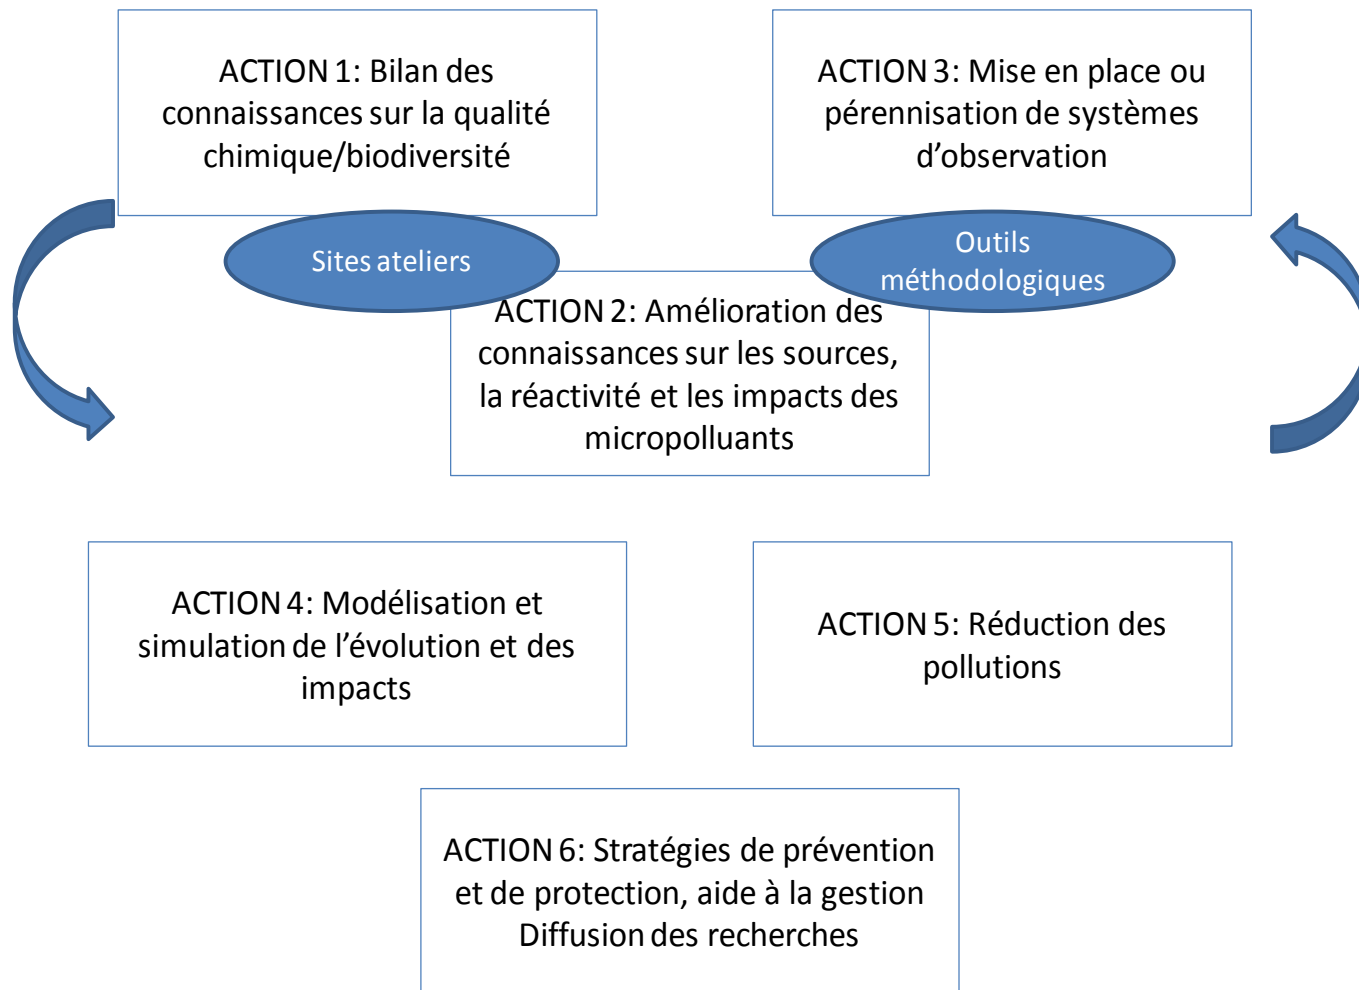 ACTION 1: Bilan des
connaissances sur la qualité
chimique/biodiversité
ACTION 3: Mise en place ou
pérennisation de systèmes
d’observation
Sites ateliers
Outils
méthodologiques
ACTION 2: Amélioration des
connaissances sur les sources,
la réactivité et les impacts des
micropolluants
ACTION 4: Modélisation et
simulation de l’évolution et des
impacts
ACTION 5: Réduction des
pollutions
ACTION 6: Stratégies de prévention
et de protection, aide à la gestion
Diffusion des recherches